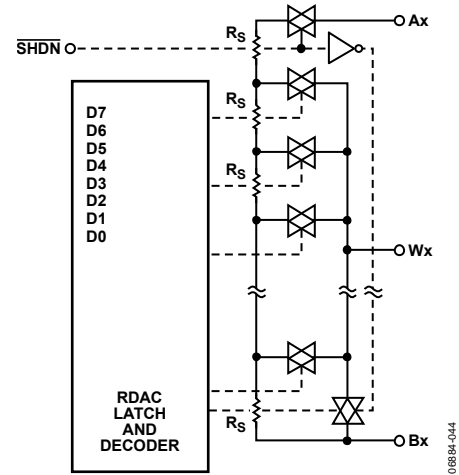 Ax
RS
SHDN
RS
D7
D6
D5
D4
D3
D2
D1
D0
RS
Wx
RDAC
LATCH
AND
DECODER
RS
Bx
06884-044